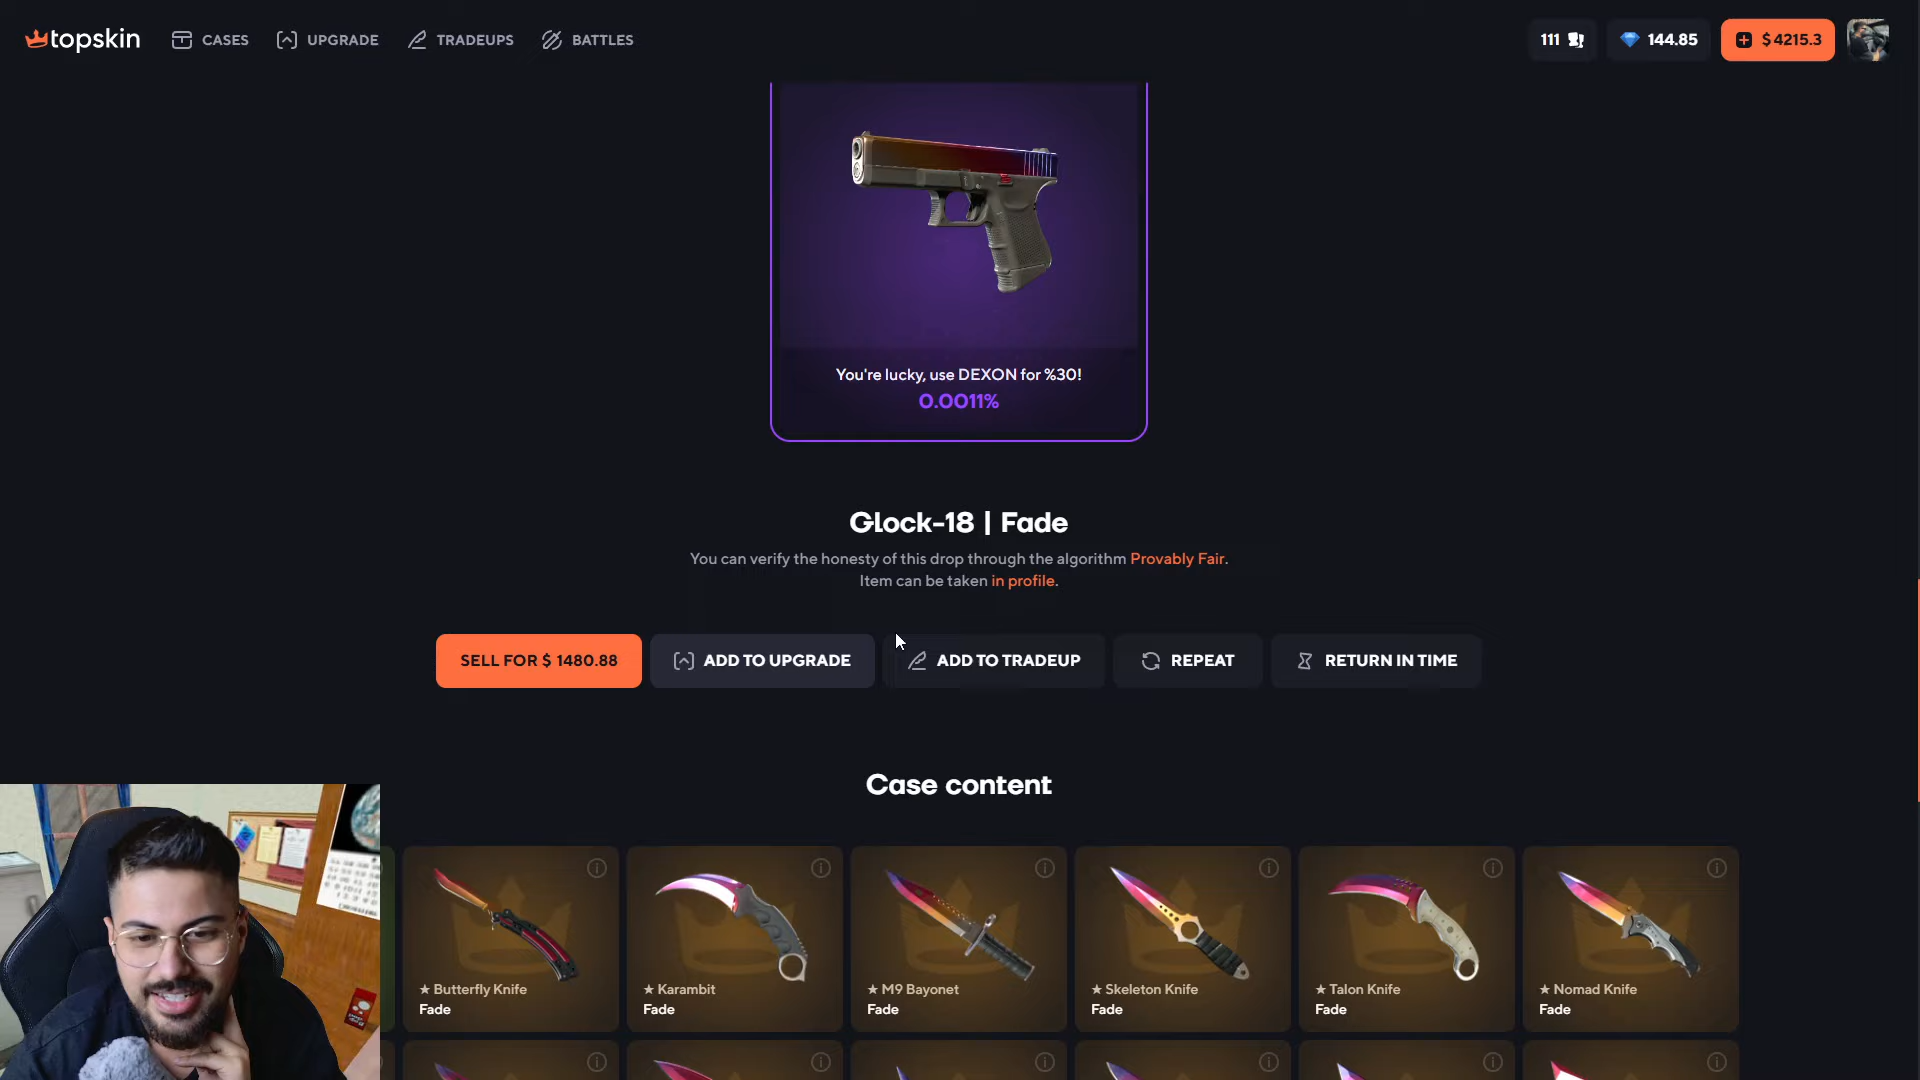 topskin
CASES
UPGRADE
TRADEUPS
BATTLES
111
144.85
$ 4215.3
You're lucky, use DEXON for %30!
0.0011%
Glock-18 | Fade
You can verify the honesty of this drop through the algorithm Provably Fair.
Item can be taken in profile.
SELL FOR $ 1480.88
ADD TO UPGRADE
ADD TO TRADEUP
REPEAT
RETURN IN TIME
Case content
★ Butterfly Knife
Fade
★ Karambit
Fade
★ M9 Bayonet
Fade
★ Skeleton Knife
Fade
★ Talon Knife
Fade
★ Nomad Knife
Fade